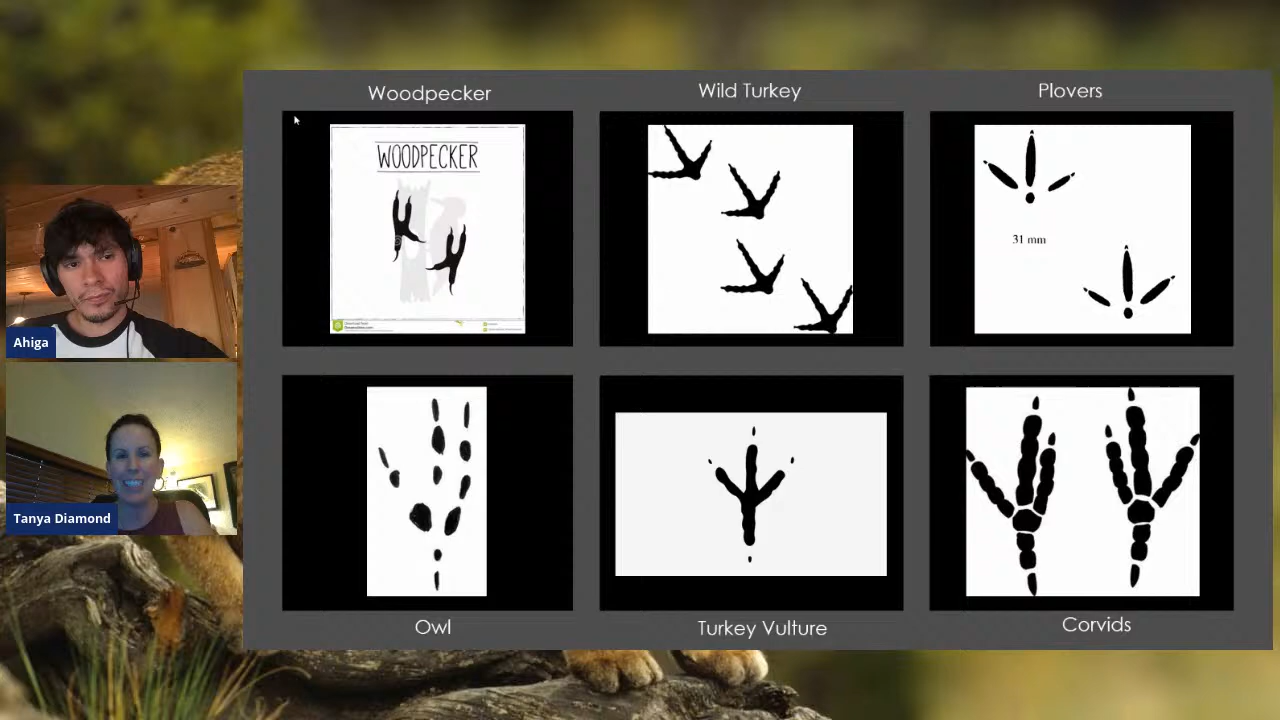 Woodpecker
Wild Turkey
Plovers
WOODPECKER
31 mm
Ahiga
Tanya Diamond
Owl
Turkey Vulture
Corvids